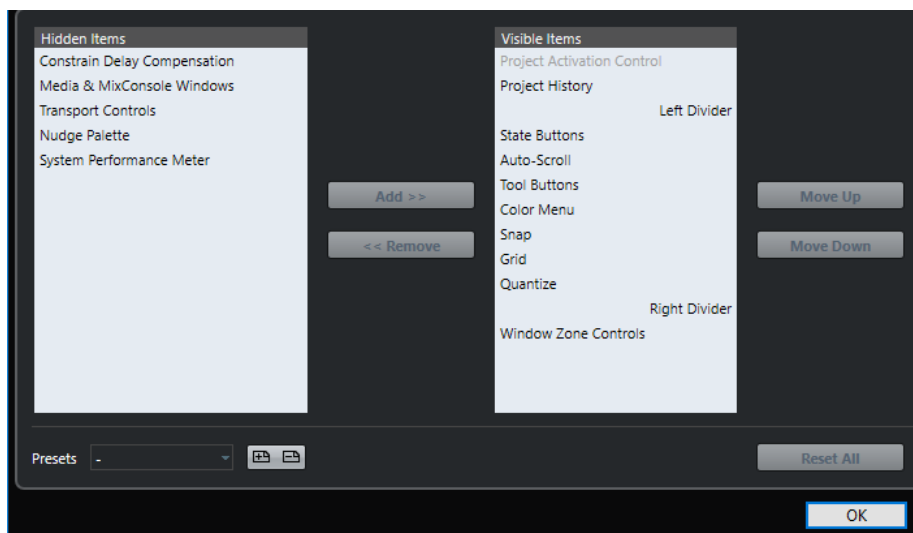 Hidden Items
Constrain Delay Compensation
Media & MixConsole Windows
Transport Controls
Nudge Palette
System Performance Meter
Add >>
<< Remove
Visible Items
Project Activation Control
Project History
Left Divider
State Buttons
Auto-Scroll
Tool Buttons
Color Menu
Snap
Grid
Quantize
Right Divider
Window Zone Controls
Move Up
Move Down
Presets -
Reset All
OK